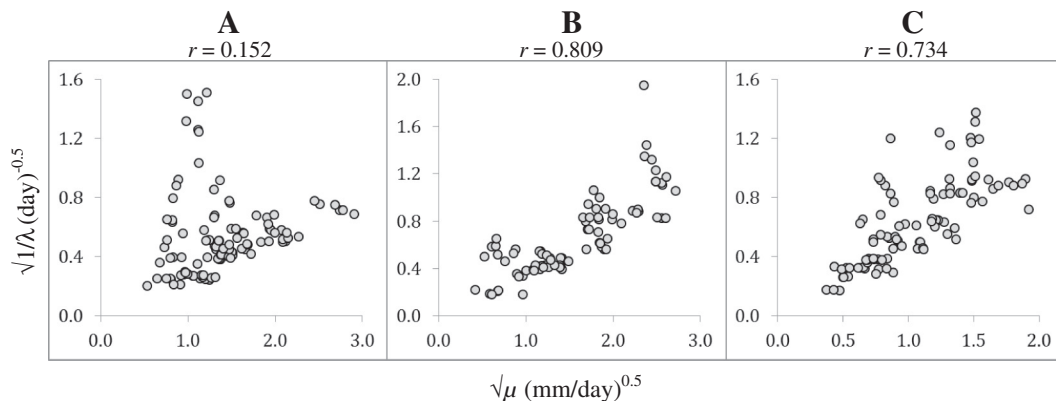 A B C
r = 0.152 r = 0.809 r = 0.734
1.6 2.0 1.6
1.2 1.6 1.2
0.8 1.2 0.8
0.4 0.8 0.4
0.0 0.4 0.0
0.0
0.0 1.0 2.0 3.0 0.0 1.0 2.0 3.0 0.0 0.5 1.0 1.5 2.0
√1/λ (day)^-0.5
√μ (mm/day)^0.5